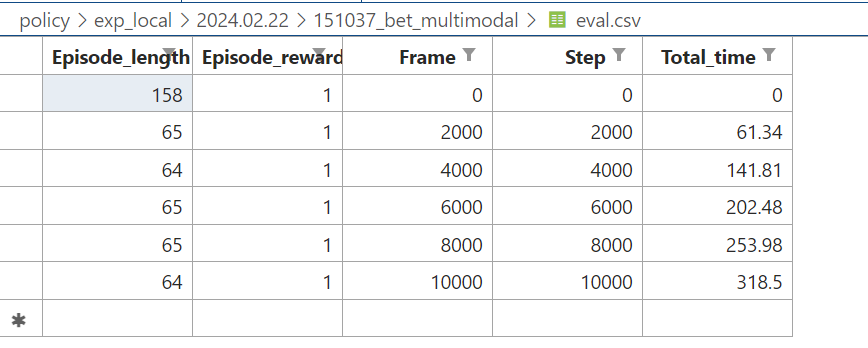 policy > exp_local > 2024.02.22 > 151037_bet_multimodal > eval.csv
Episode_length Episode_reward Frame Step Total_time
158 1 0 0 0
65 1 2000 2000 61.34
64 1 4000 4000 141.81
65 1 6000 6000 202.48
65 1 8000 8000 253.98
64 1 10000 10000 318.5
✱